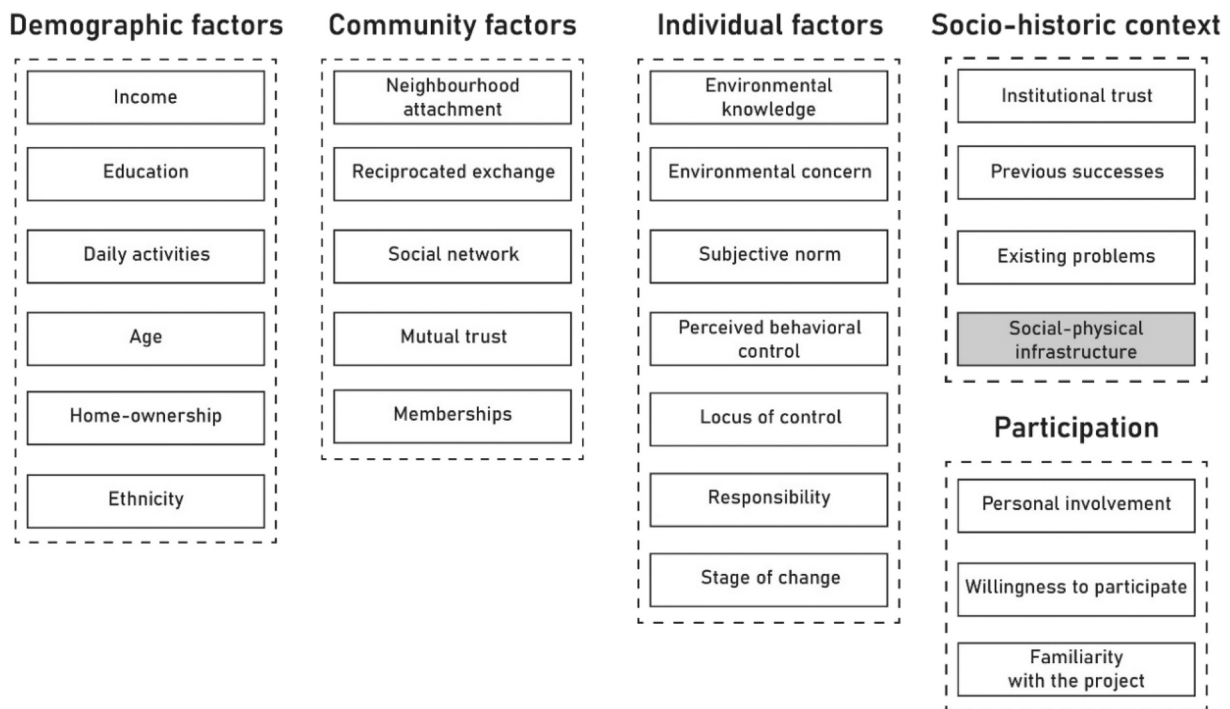 Demographic factors
Income
Education
Daily activities
Age
Home-ownership
Ethnicity
Community factors
Neighbourhood
attachment
Reciprocated exchange
Social network
Mutual trust
Memberships
Individual factors
Environmental
knowledge
Environmental concern
Subjective norm
Perceived behavioral
control
Locus of control
Responsibility
Stage of change
Socio-historic context
Institutional trust
Previous successes
Existing problems
Social-physical
infrastructure
Participation
Personal involvement
Willingness to participate
Familiarity
with the project